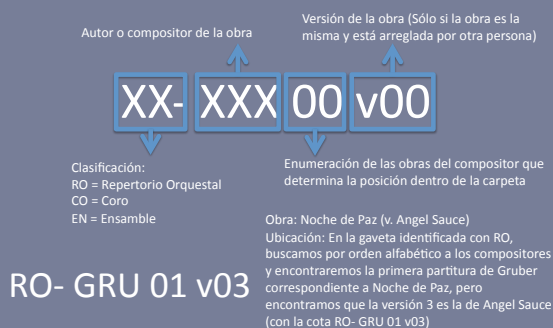 Autor o compositor de la obra
Versión de la obra (Sólo si la obra es la
misma y está arreglada por otra persona)
XX- XXX 00 v00
Clasificación:
RO = Repertorio Orquestal
CO = Coro
EN = Ensamble
Enumeración de las obras del compositor que
determina la posición dentro de la carpeta
Obra: Noche de Paz (v. Angel Sauce)
Ubicación: En la gaveta identificada con RO,
buscamos por orden alfabético a los compositores
y encontraremos la primera partitura de Gruber
correspondiente a Noche de Paz, pero
encontramos que la versión 3 es la de Angel Sauce
(con la cota RO- GRU 01 v03)
RO- GRU 01 v03